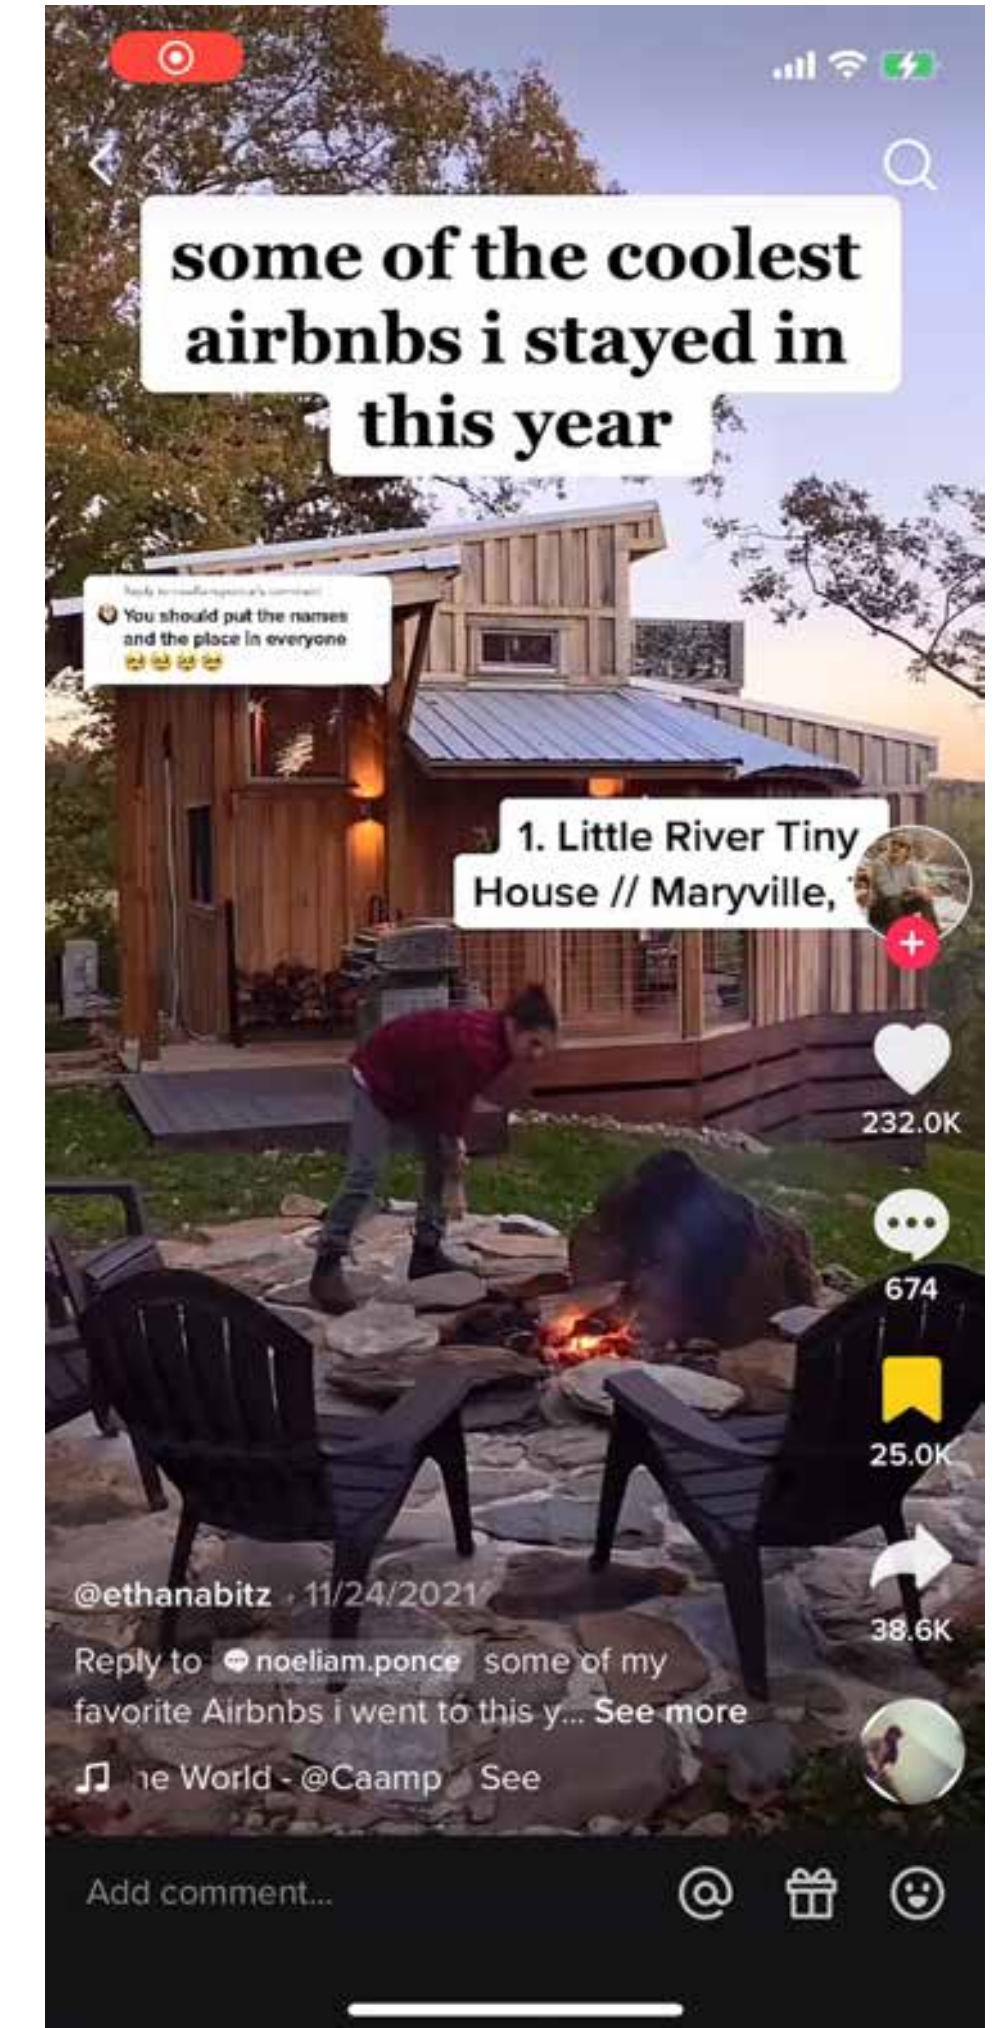 some of the coolest
airbnbs i stayed in
this year
You should put the names
and the place in everyone
🥺🥺🥺🥺
1. Little River Tiny
House // Maryville,
232.0K
674
25.0K
38.6K
@ethanabitz · 11/24/2021
Reply to noeliam.ponce some of my
favorite Airbnbs i went to this y... See more
World - @Caamp See
Add comment...